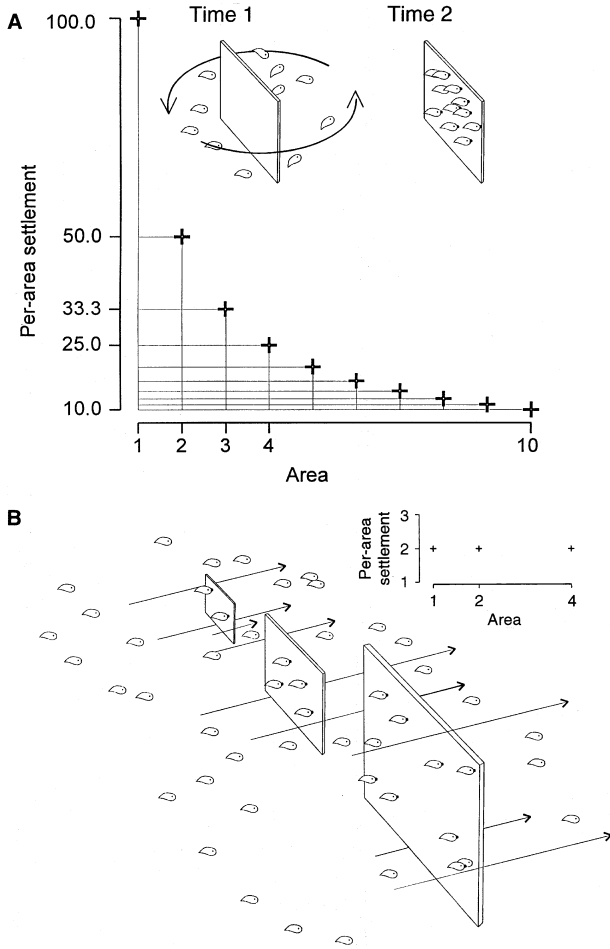 A
Time 1
Time 2
Per-area settlement
100.0
50.0
33.3
25.0
10.0
1 2 3 4 10
Area
B
Per-area
settlement
3
2
1
1 2 4
Area